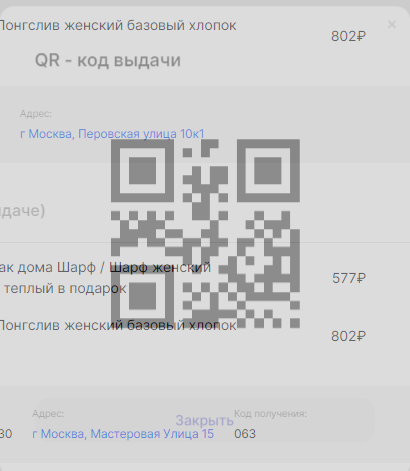 Лонгслив женский базовый хлопок
802₽
×
QR - код выдачи
Адрес:
г Москва, Перовская улица 10к1
даче)
ак дома Шарф / Шарф женский
577₽
теплый в подарок
Лонгслив женский базовый хлопок
802₽
Адрес:
Код получения:
Закрыть
30
г Москва, Мастеровая Улица 15
063